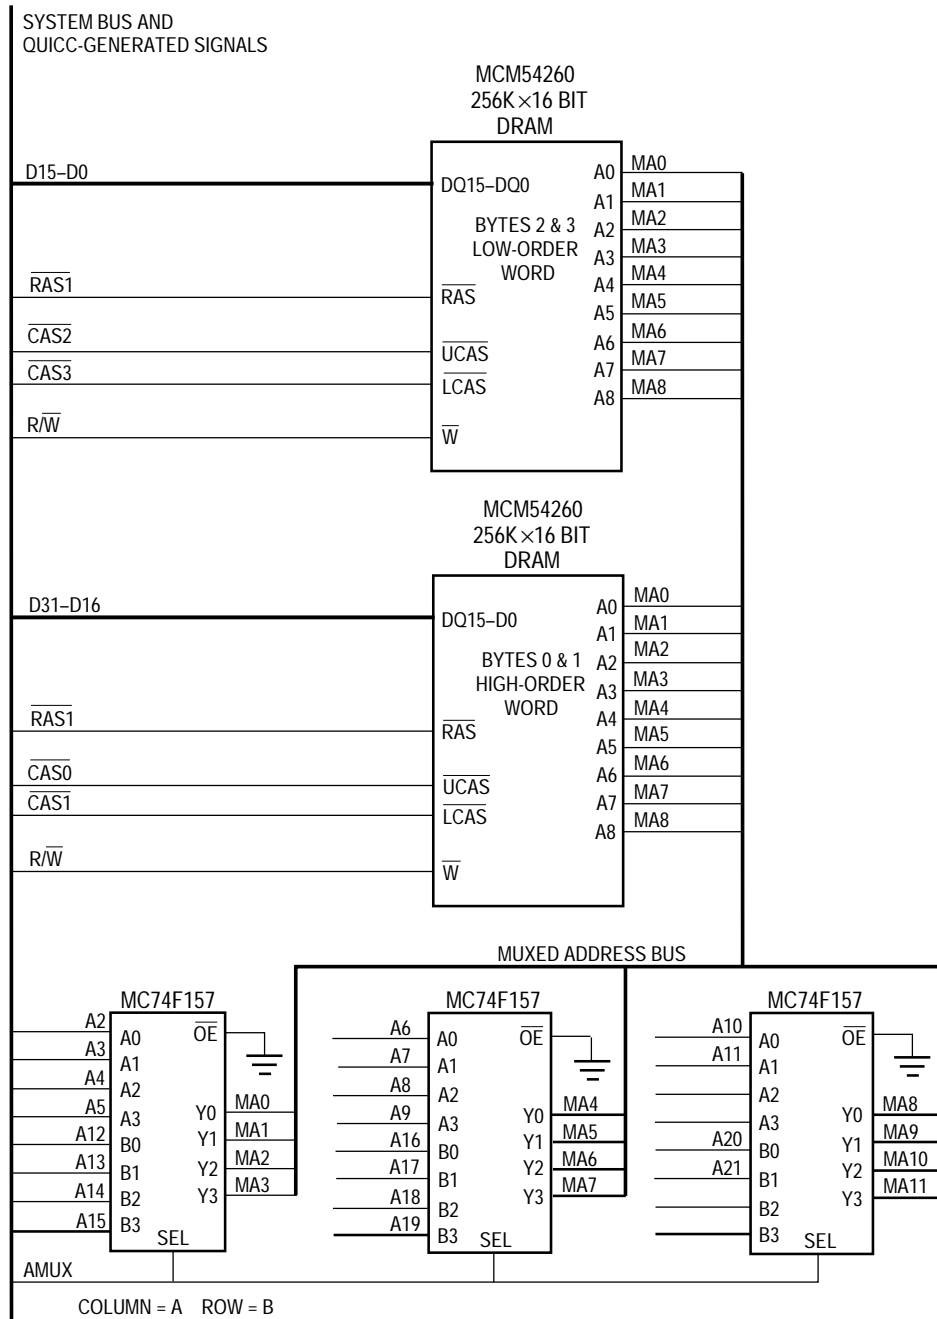 SYSTEM BUS AND
QUICC-GENERATED SIGNALS
MCM54260
256K ×16 BIT
DRAM
D15–D0
DQ15–DQ0
BYTES 2 & 3
LOW-ORDER
WORD
RAS1
RAS
CAS2
UCAS
CAS3
LCAS
R/W
W
A0 MA0
A1 MA1
A2 MA2
A3 MA3
A4 MA4
A5 MA5
A6 MA6
A7 MA7
A8 MA8
MCM54260
256K ×16 BIT
DRAM
D31–D16
DQ15–D0
BYTES 0 & 1
HIGH-ORDER
WORD
RAS1
RAS
CAS0
UCAS
CAS1
LCAS
R/W
W
A0 MA0
A1 MA1
A2 MA2
A3 MA3
A4 MA4
A5 MA5
A6 MA6
A7 MA7
A8 MA8
MUXED ADDRESS BUS
MC74F157
A2 A0 OE
A3 A1
A4 A2
A5 A3 Y0 MA0
A12 B0 Y1 MA1
A13 B1 Y2 MA2
A14 B2 Y3 MA3
A15 B3
SEL
MC74F157
A6 A0 OE
A7 A1
A8 A2
A9 A3 Y0 MA4
A16 B0 Y1 MA5
A17 B1 Y2 MA6
A18 B2 Y3 MA7
A19 B3
SEL
MC74F157
A10 A0 OE
A11 A1
A2
A3 Y0 MA8
A20 B0 Y1 MA9
A21 B1 Y2 MA10
B2 Y3 MA11
B3
SEL
AMUX
COLUMN = A ROW = B